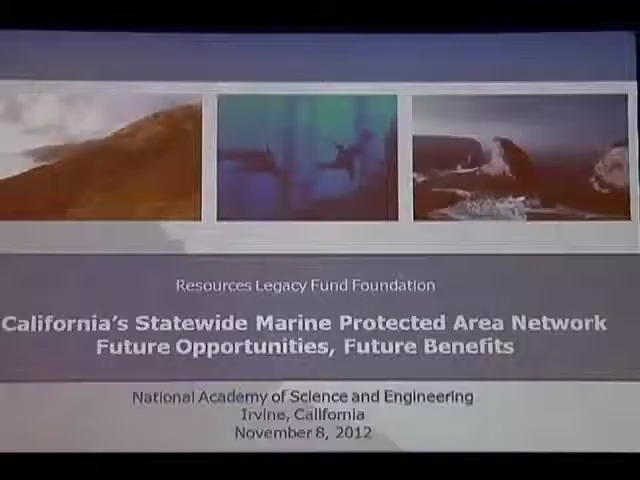 Resources Legacy Fund Foundation
California's Statewide Marine Protected Area Network
Future Opportunities, Future Benefits
National Academy of Science and Engineering
Irvine, California
November 8, 2012